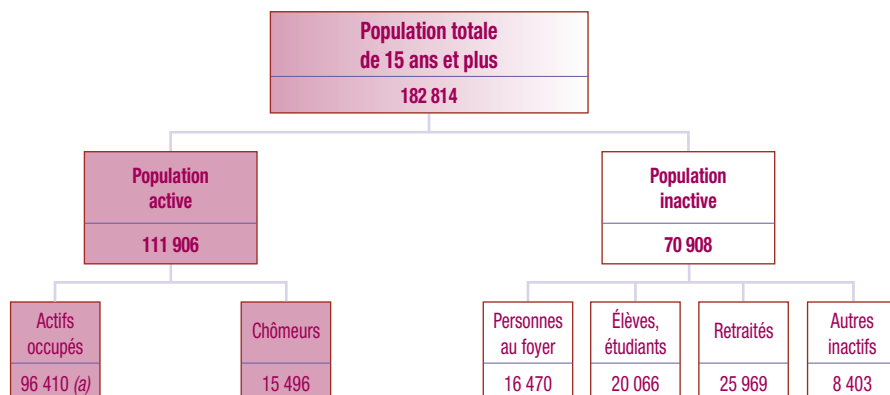 Population totale
de 15 ans et plus
182 814
Population
active
111 906
Population
inactive
70 908
Actifs
occupés
96 410 (a)
Chômeurs
15 496
Personnes
au foyer
16 470
Élèves,
étudiants
20 066
Retraités
25 969
Autres
inactifs
8 403